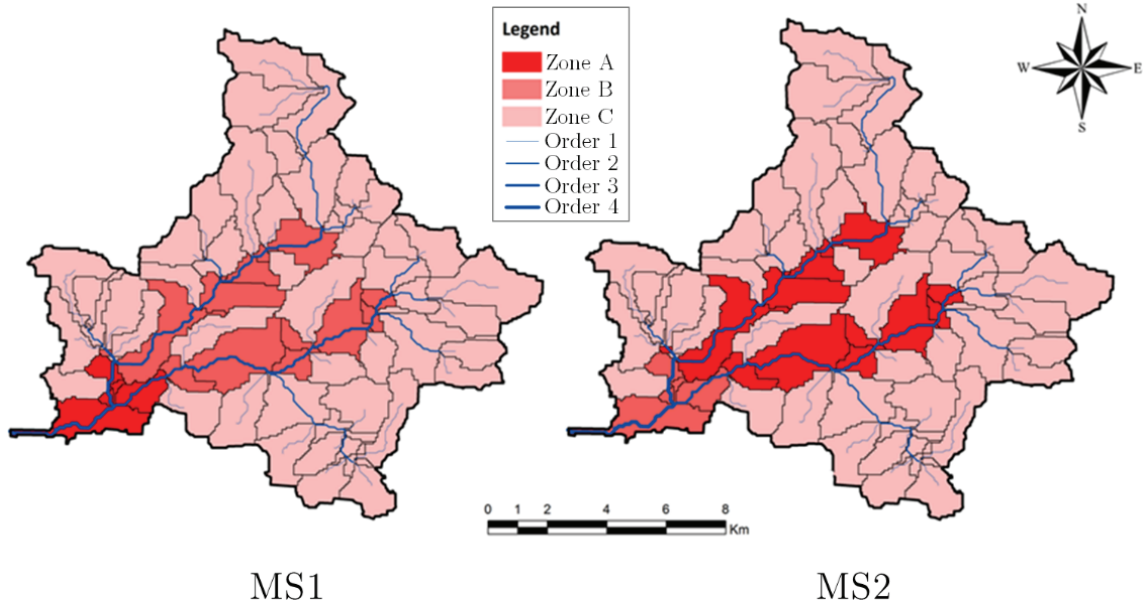 Legend
Zone A
Zone B
Zone C
Order 1
Order 2
Order 3
Order 4
N
W E
S
0 1 2 4 6 8
Km
MS1 MS2